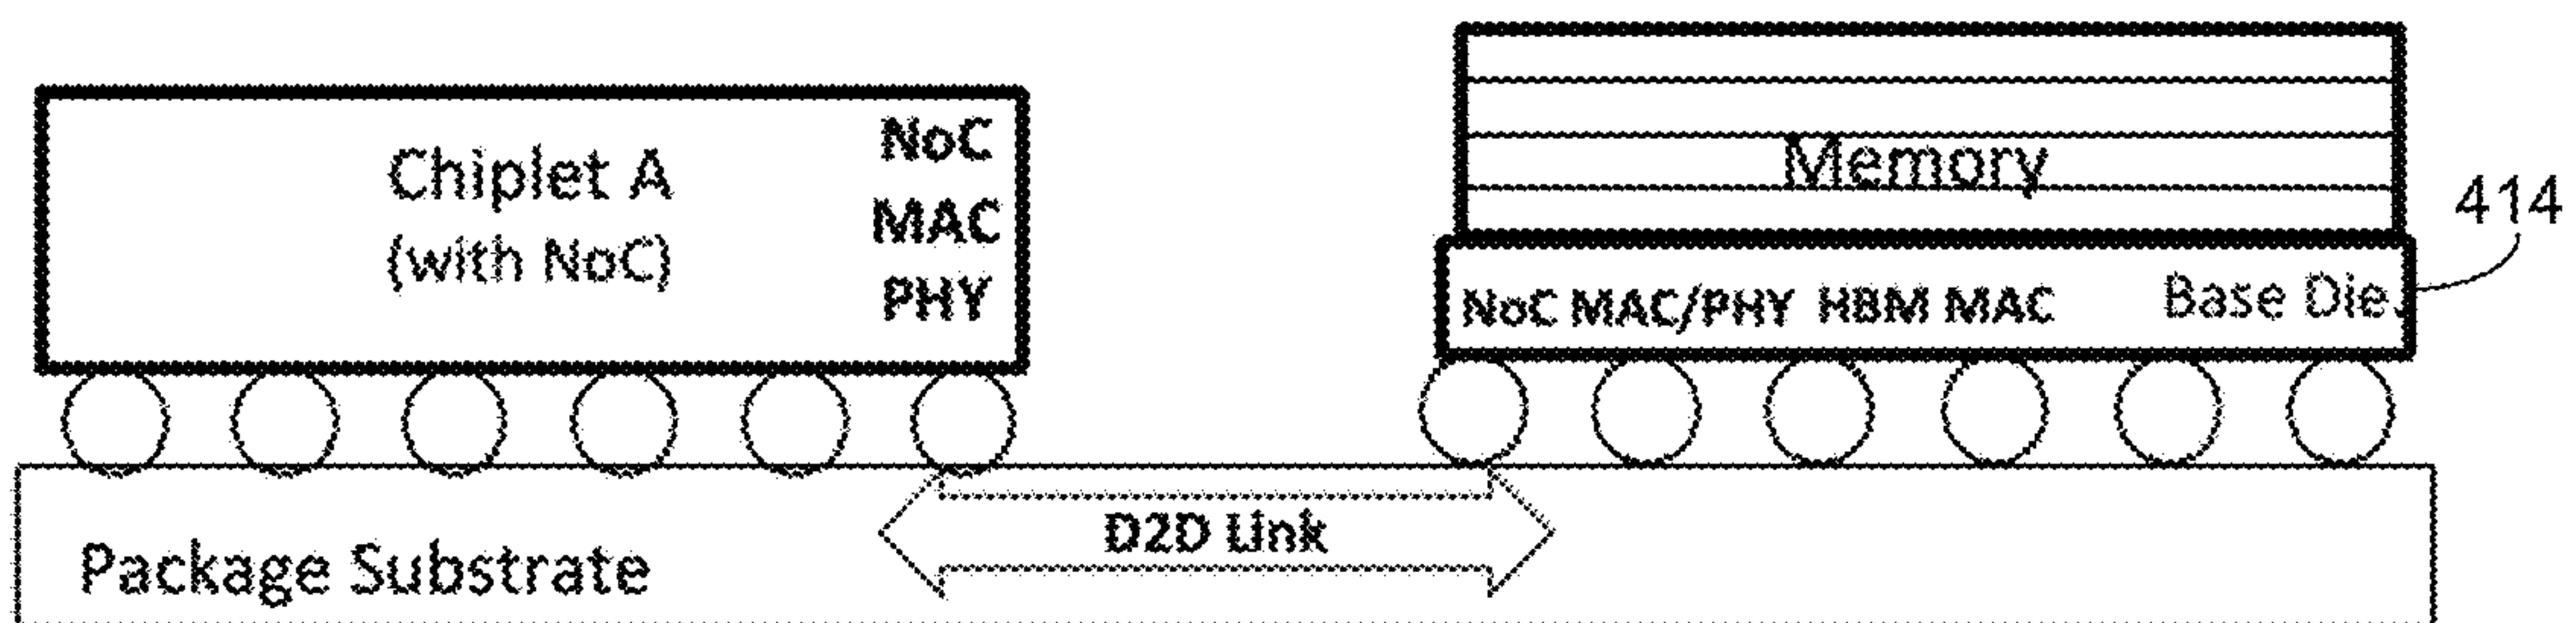 Chiplet A
(with NoC)
NoC
MAC
PHY
Memory
414
NoC MAC/PHY HBM MAC
Base Die
D2D Link
Package Substrate